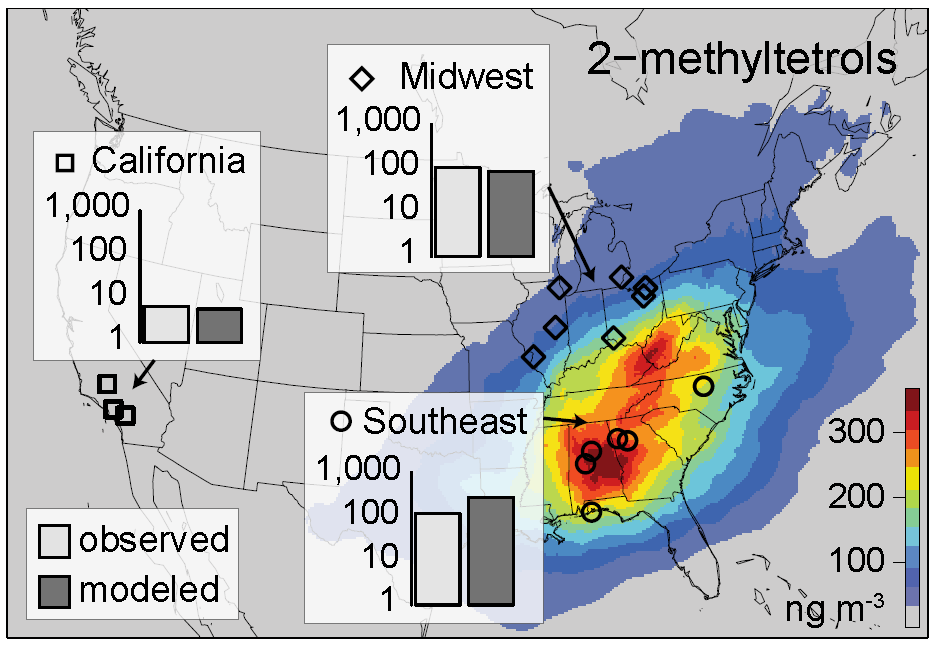 2−methyltetrols
Midwest
1,000
100
10
1
California
1,000
100
10
1
Southeast
1,000
100
10
1
observed
modeled
300
200
100
ng m-3